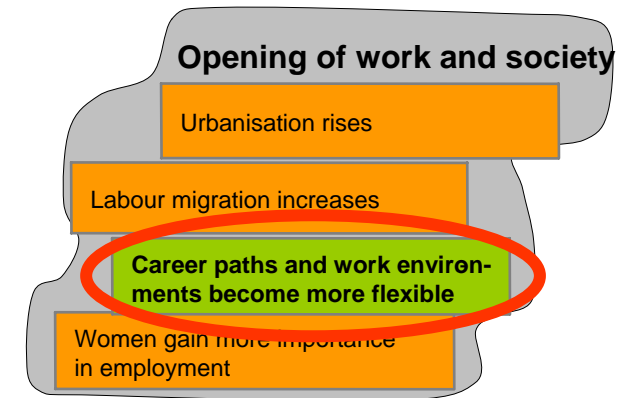 Opening of work and society
Urbanisation rises
Labour migration increases
Career paths and work environ-
ments become more flexible
Women gain more importance
in employment